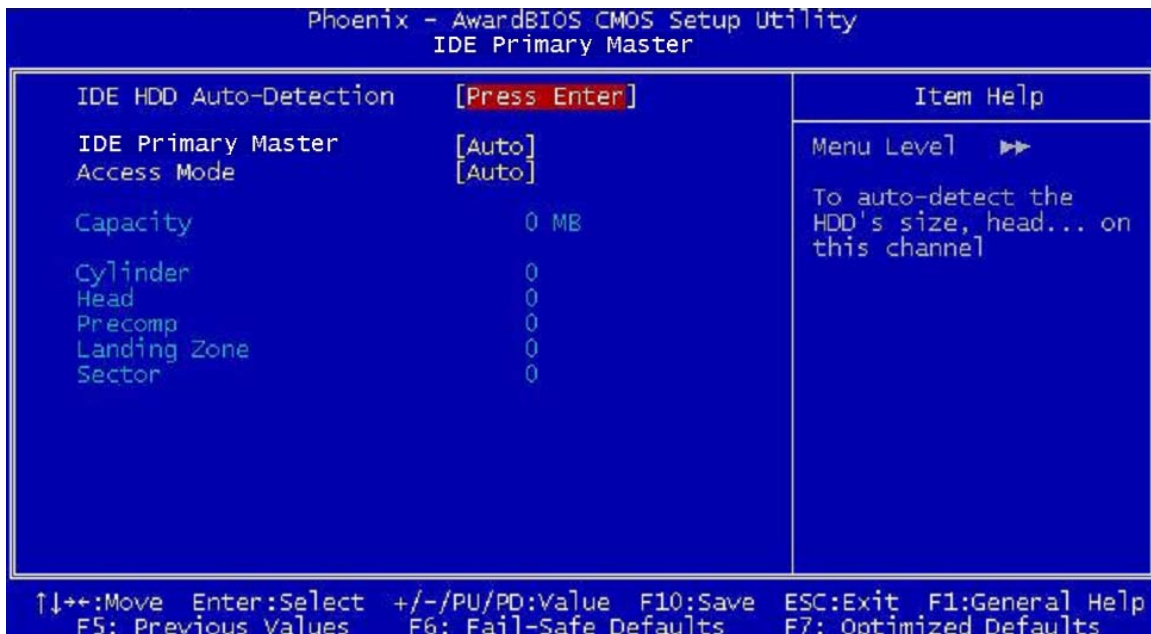 Phoenix - AwardBIOS CMOS Setup Utility
IDE Primary Master
IDE HDD Auto-Detection [Press Enter]
IDE Primary Master [Auto]
Access Mode [Auto]
Capacity 0 MB
Cylinder 0
Head 0
Precomp 0
Landing Zone 0
Sector 0
Item Help
Menu Level ▶▶
To auto-detect the
HDD's size, head... on
this channel
↑↓→←:Move Enter:Select +/-/PU/PD:Value F10:Save ESC:Exit F1:General Help
F5: Previous Values F6: Fail-Safe Defaults F7: Optimized Defaults